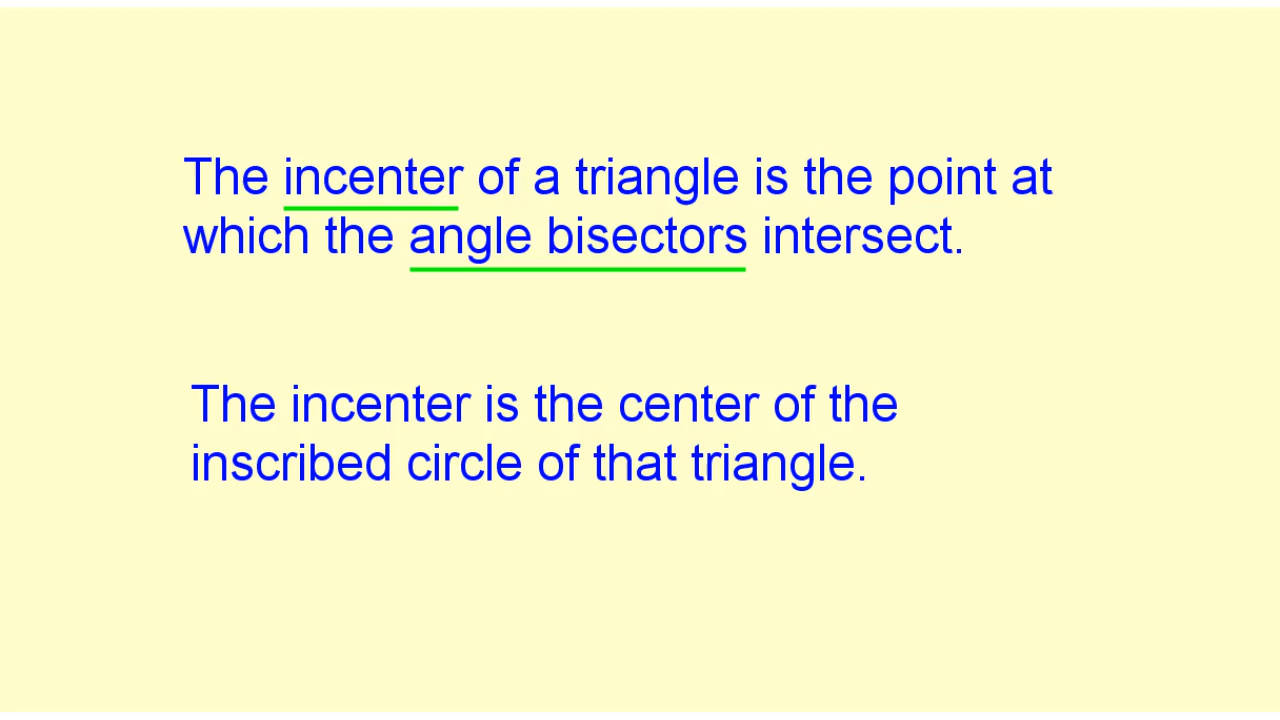 The incenter of a triangle is the point at
which the angle bisectors intersect.
The incenter is the center of the
inscribed circle of that triangle.